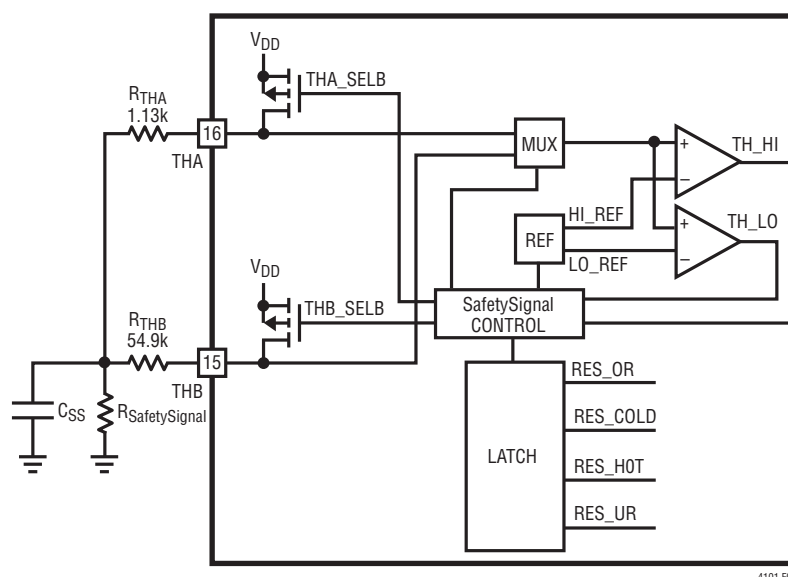 VDD
THA_SELB
RTHA
1.13k
16
THA
MUX
+
−
TH_HI
HI_REF
REF
LO_REF
+
−
TH_LO
VDD
THB_SELB
SafetySignal
CONTROL
RTHB
54.9k
15
THB
CSS
RSafetySignal
LATCH
RES_OR
RES_COLD
RES_H0T
RES_UR